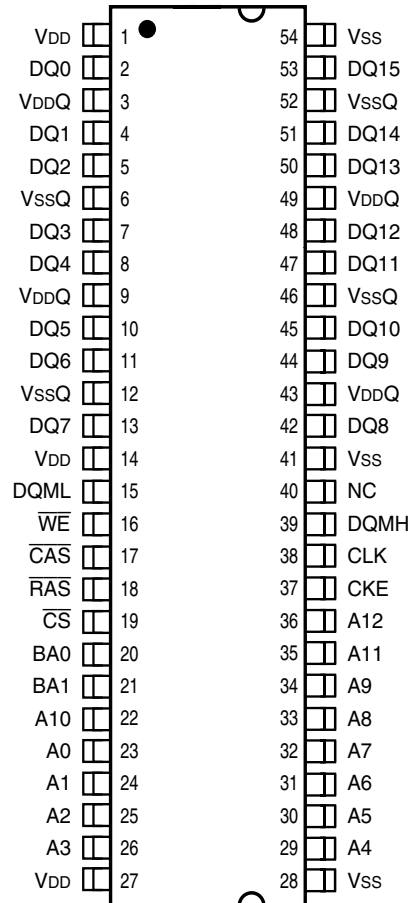 VDD 1 54 VSS
DQ0 2 53 DQ15
VDDQ 3 52 VSSQ
DQ1 4 51 DQ14
DQ2 5 50 DQ13
VSSQ 6 49 VDDQ
DQ3 7 48 DQ12
DQ4 8 47 DQ11
VDDQ 9 46 VSSQ
DQ5 10 45 DQ10
DQ6 11 44 DQ9
VSSQ 12 43 VDDQ
DQ7 13 42 DQ8
VDD 14 41 VSS
DQML 15 40 NC
W̅E̅ 16 39 DQMH
C̅A̅S̅ 17 38 CLK
R̅A̅S̅ 18 37 CKE
C̅S̅ 19 36 A12
BA0 20 35 A11
BA1 21 34 A9
A10 22 33 A8
A0 23 32 A7
A1 24 31 A6
A2 25 30 A5
A3 26 29 A4
VDD 27 28 VSS